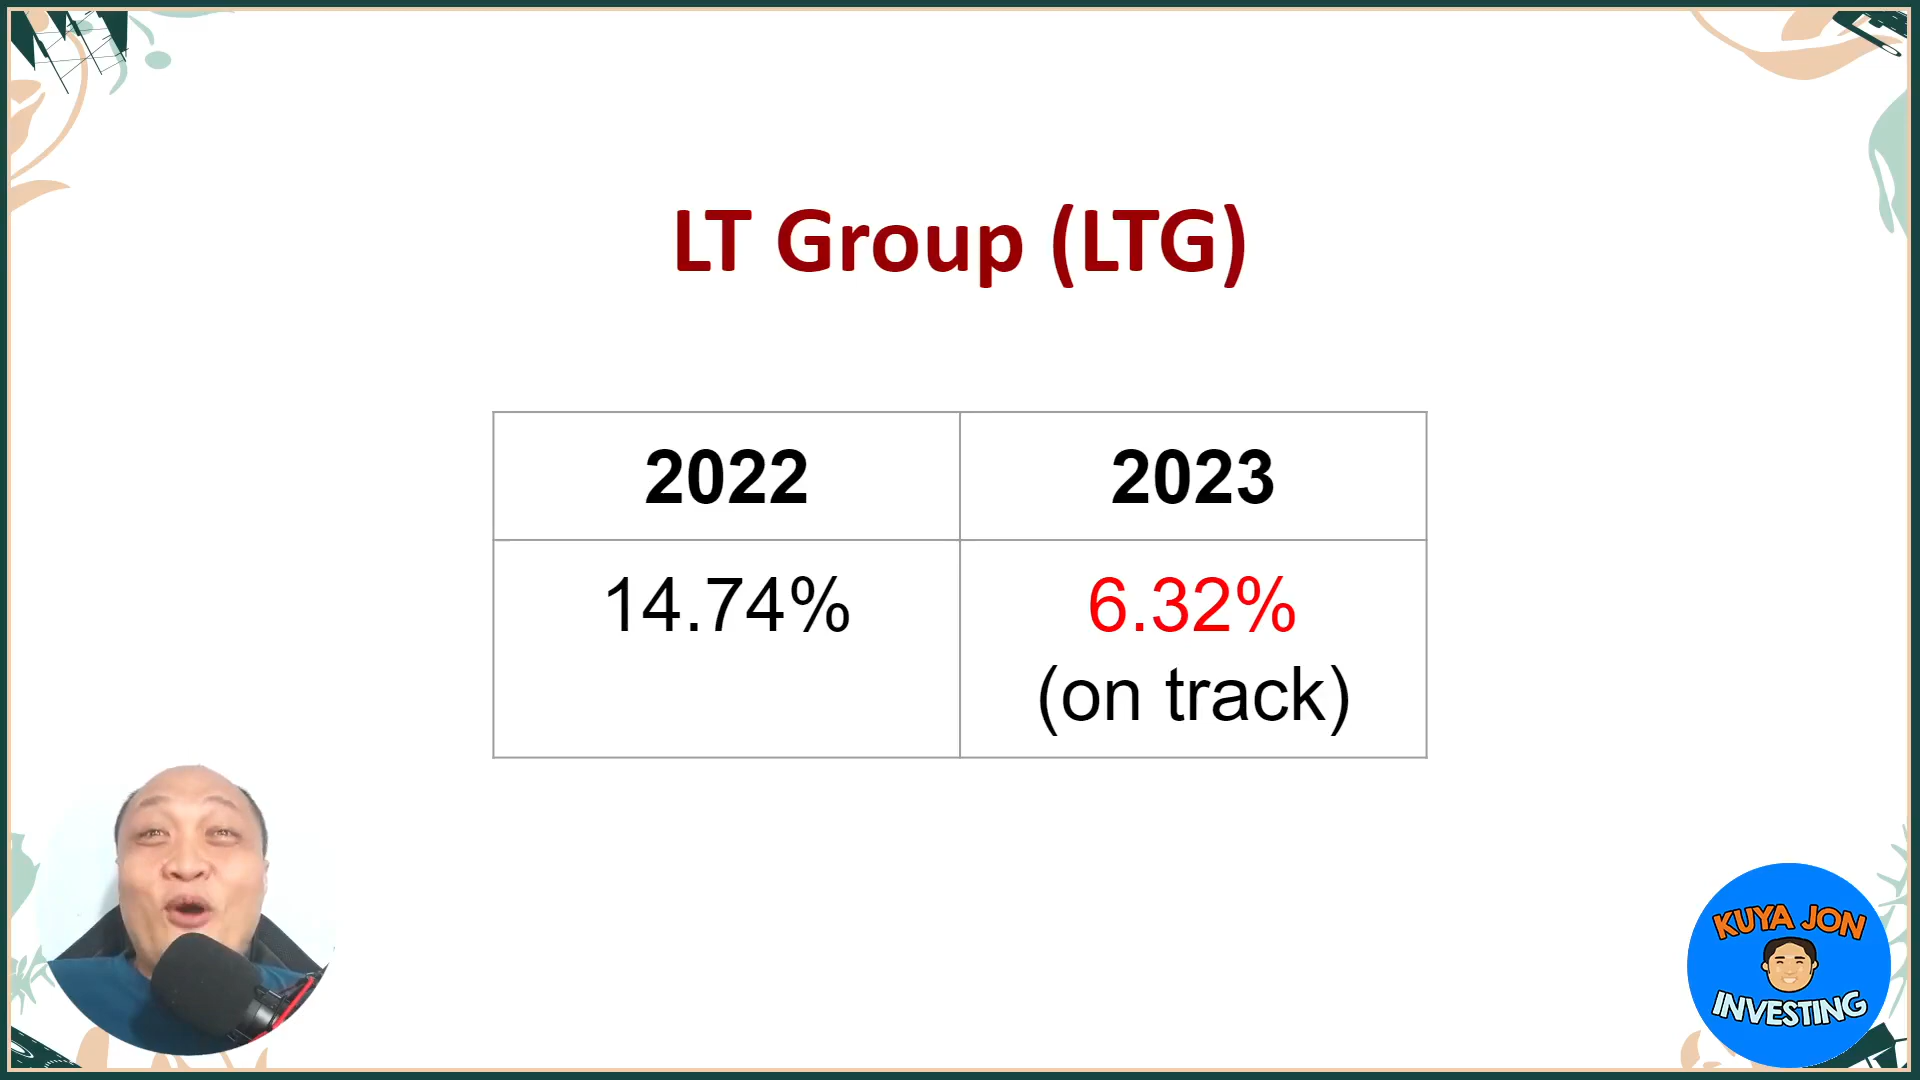 LT Group (LTG)
2022
2023
14.74%
6.32%
(on track)
KUYA JON
INVESTING